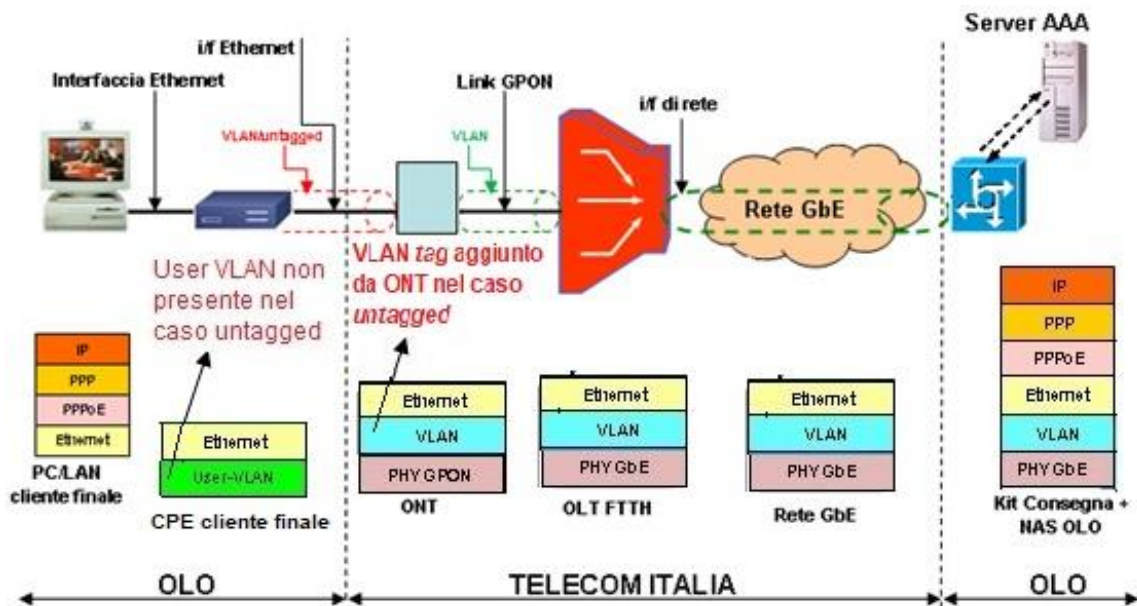 Server AAA
i/f Ethernet
Interfaccia Ethernet
Link GPON
i/f di rete
VLAN/untagged
VLAN
Rete GbE
User VLAN non
presente nel
caso untagged
VLAN tag aggiunto
da ONT nel caso
untagged
IP
PPP
PPPoE
Ethernet
PC/LAN
cliente finale
Ethernet
User-VLAN
CPE cliente finale
Ethernet
VLAN
PHY GPON
ONT
Ethernet
VLAN
PHY GbE
OLT FTTH
Ethernet
VLAN
PHY GbE
Rete GbE
IP
PPP
PPPoE
Ethernet
VLAN
PHY GbE
Kit Consegna +
NAS OLO
OLO
TELECOM ITALIA
OLO